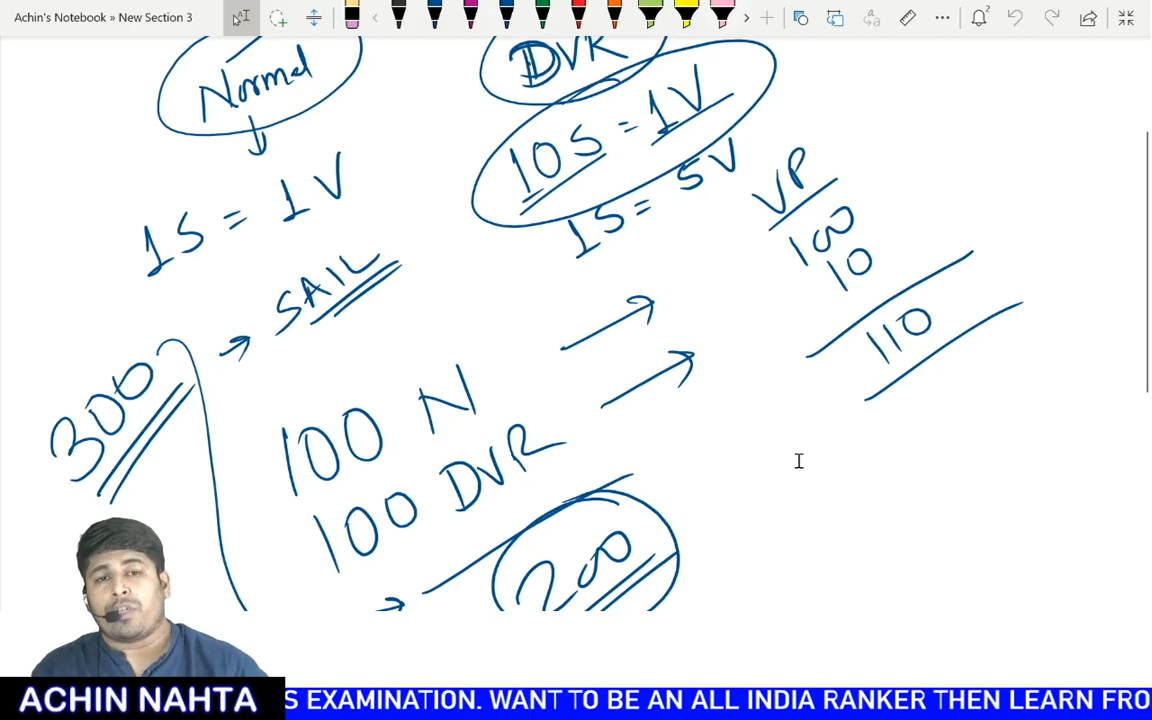 Achin's Notebook » New Section 3
2
Normal
DVR
10S = 1V
1S = 1V
1S = 5V
VP
100
10
110
SAIL
300
100 N
100 DVR
200
ACHIN NAHTA
S EXAMINATION. WANT TO BE AN ALL INDIA RANKER THEN LEARN FRO